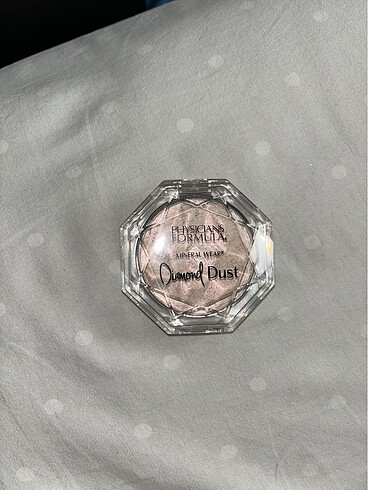 PHYSICIANS
FORMULA®
MINERAL WEAR®
Diamond Dust